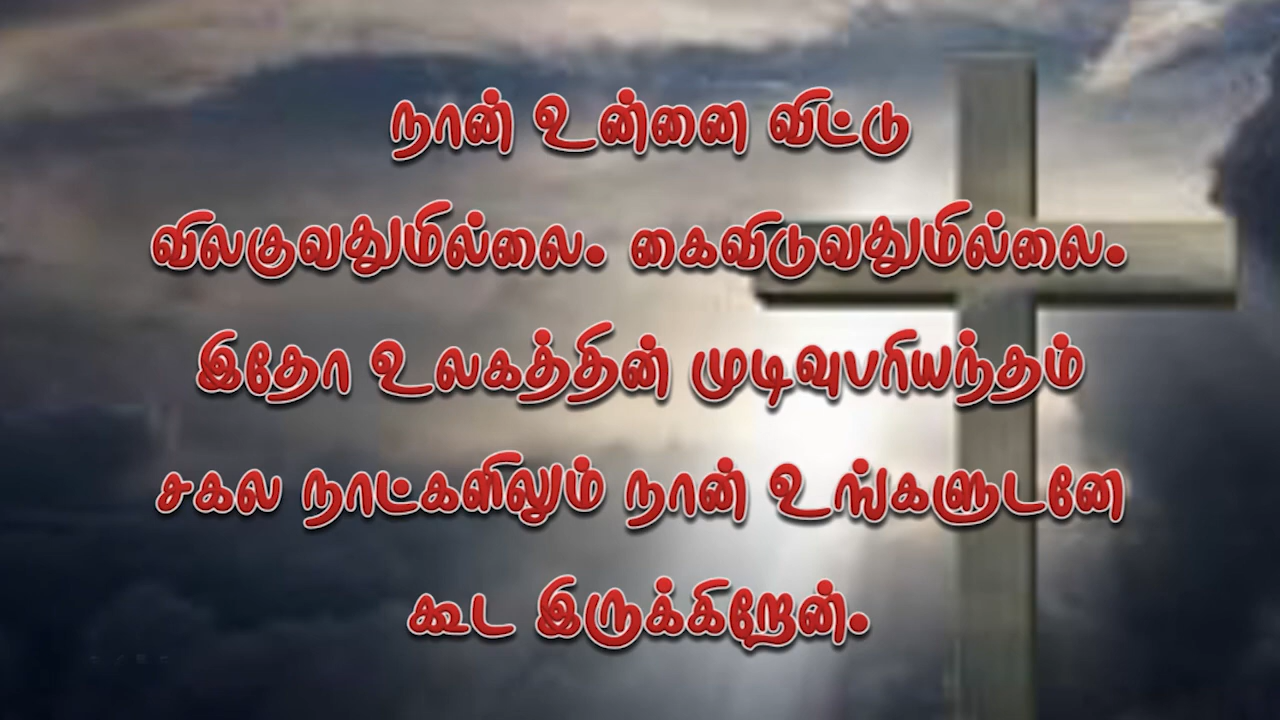 நான் உன்னை விட்டு
விலகுவதுமில்லை. கைவிடுவதுமில்லை.
இதோ உலகத்தின் முடிவுபரியந்தம்
சகல நாட்களிலும் நான் உங்களுடனே
கூட இருக்கிறேன்.